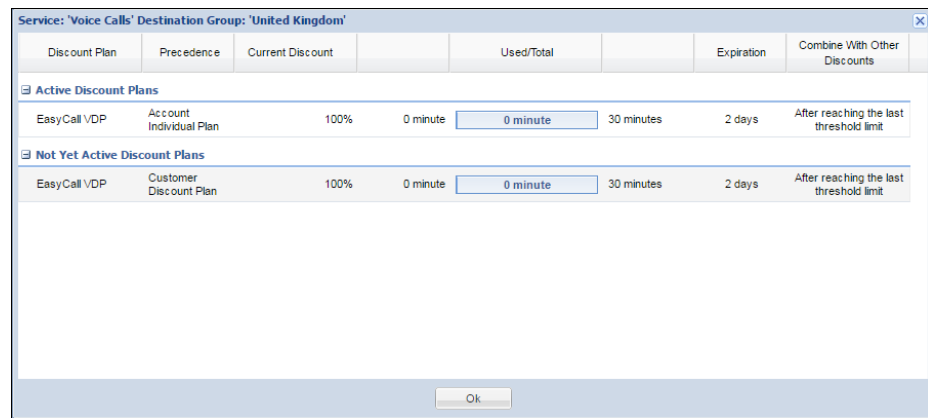 Service: 'Voice Calls' Destination Group: 'United Kingdom'
Discount Plan Precedence Current Discount Used/Total Expiration Combine With Other Discounts
Active Discount Plans
EasyCall VDP Account Individual Plan 100% 0 minute 0 minute 30 minutes 2 days After reaching the last threshold limit
Not Yet Active Discount Plans
EasyCall VDP Customer Discount Plan 100% 0 minute 0 minute 30 minutes 2 days After reaching the last threshold limit
Ok